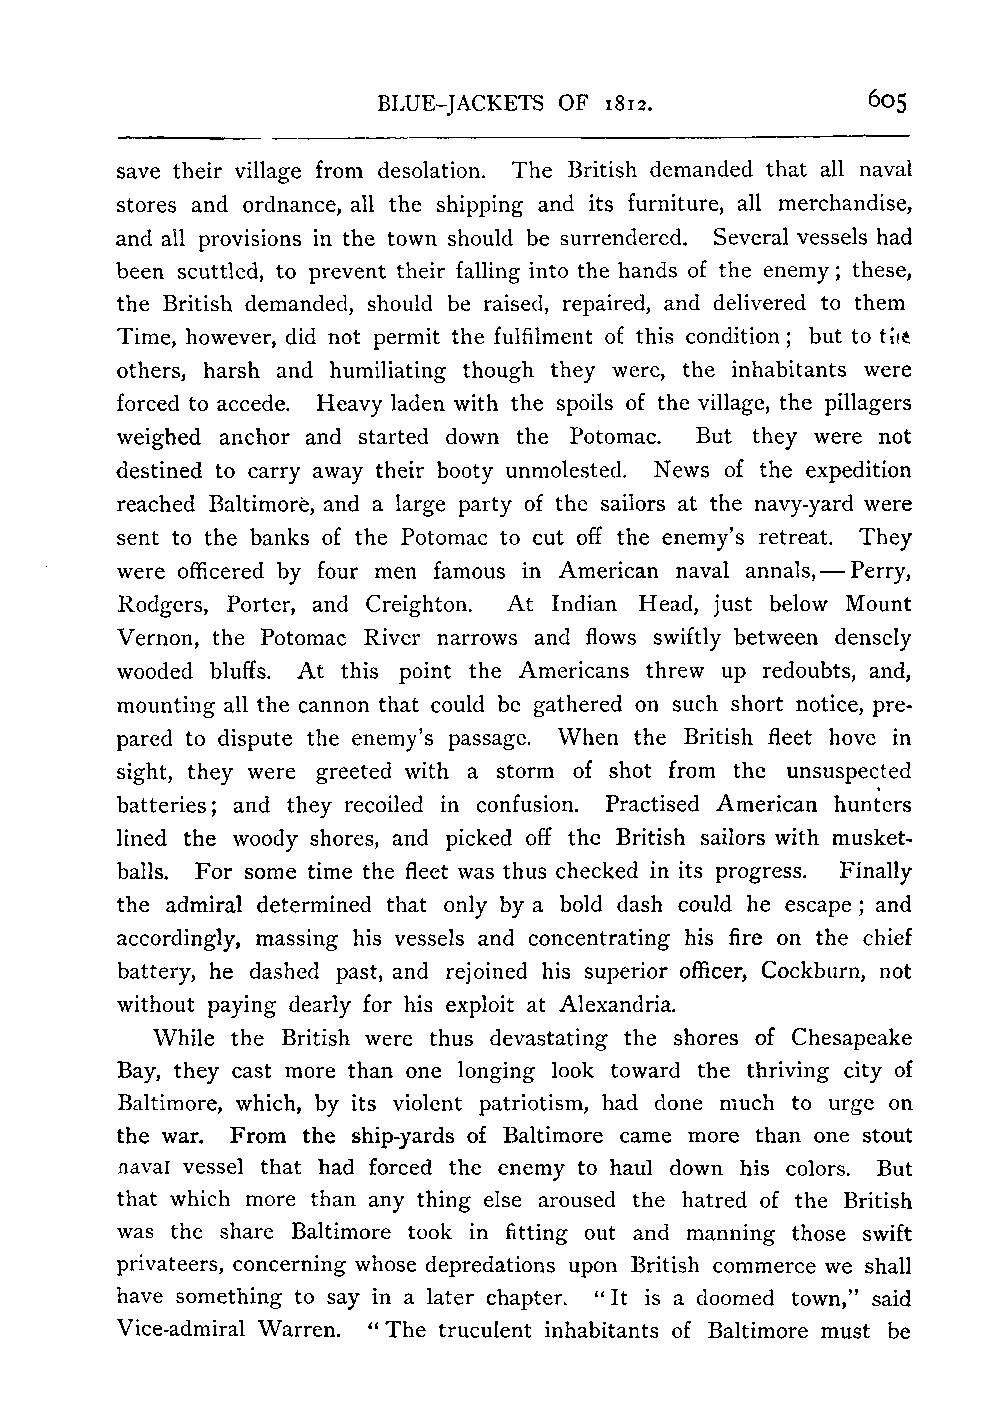 BLUE-JACKETS OF 1812. 605
save their village from desolation. The British demanded that all naval
stores and ordnance, all the shipping and its furniture, all merchandise,
and all provisions in the town should be surrendered. Several vessels had
been scuttled, to prevent their falling into the hands of the enemy; these,
the British demanded, should be raised, repaired, and delivered to them
Time, however, did not permit the fulfilment of this condition; but to the
others, harsh and humiliating though they were, the inhabitants were
forced to accede. Heavy laden with the spoils of the village, the pillagers
weighed anchor and started down the Potomac. But they were not
destined to carry away their booty unmolested. News of the expedition
reached Baltimore, and a large party of the sailors at the navy-yard were
sent to the banks of the Potomac to cut off the enemy's retreat. They
were officered by four men famous in American naval annals,—Perry,
Rodgers, Porter, and Creighton. At Indian Head, just below Mount
Vernon, the Potomac River narrows and flows swiftly between densely
wooded bluffs. At this point the Americans threw up redoubts, and,
mounting all the cannon that could be gathered on such short notice, pre-
pared to dispute the enemy's passage. When the British fleet hove in
sight, they were greeted with a storm of shot from the unsuspected
batteries; and they recoiled in confusion. Practised American hunters
lined the woody shores, and picked off the British sailors with musket-
balls. For some time the fleet was thus checked in its progress. Finally
the admiral determined that only by a bold dash could he escape; and
accordingly, massing his vessels and concentrating his fire on the chief
battery, he dashed past, and rejoined his superior officer, Cockburn, not
without paying dearly for his exploit at Alexandria.
While the British were thus devastating the shores of Chesapeake
Bay, they cast more than one longing look toward the thriving city of
Baltimore, which, by its violent patriotism, had done much to urge on
the war. From the ship-yards of Baltimore came more than one stout
naval vessel that had forced the enemy to haul down his colors. But
that which more than any thing else aroused the hatred of the British
was the share Baltimore took in fitting out and manning those swift
privateers, concerning whose depredations upon British commerce we shall
have something to say in a later chapter. "It is a doomed town," said
Vice-admiral Warren. "The truculent inhabitants of Baltimore must be